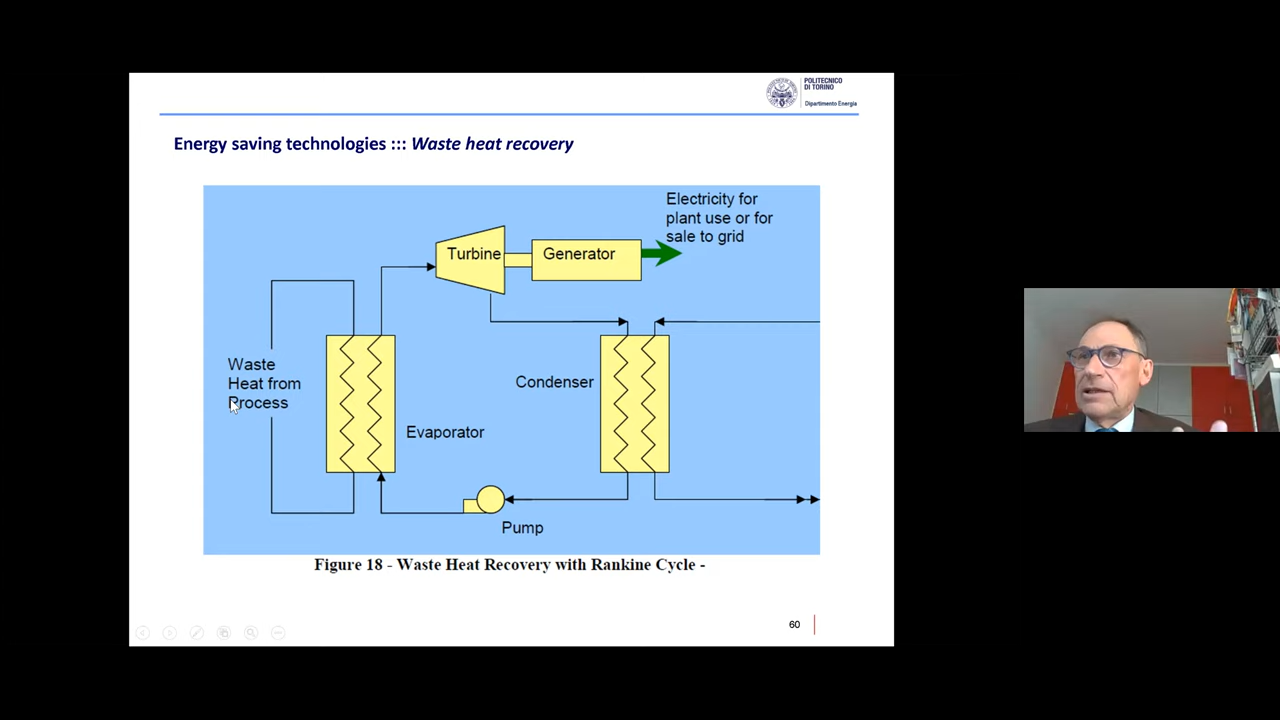 POLITECNICO
DI TORINO
Dipartimento Energia
Energy saving technologies ::: Waste heat recovery
Electricity for
plant use or for
sale to grid
Turbine
Generator
Waste
Heat from
Process
Condenser
Evaporator
Pump
Figure 18 - Waste Heat Recovery with Rankine Cycle -
60